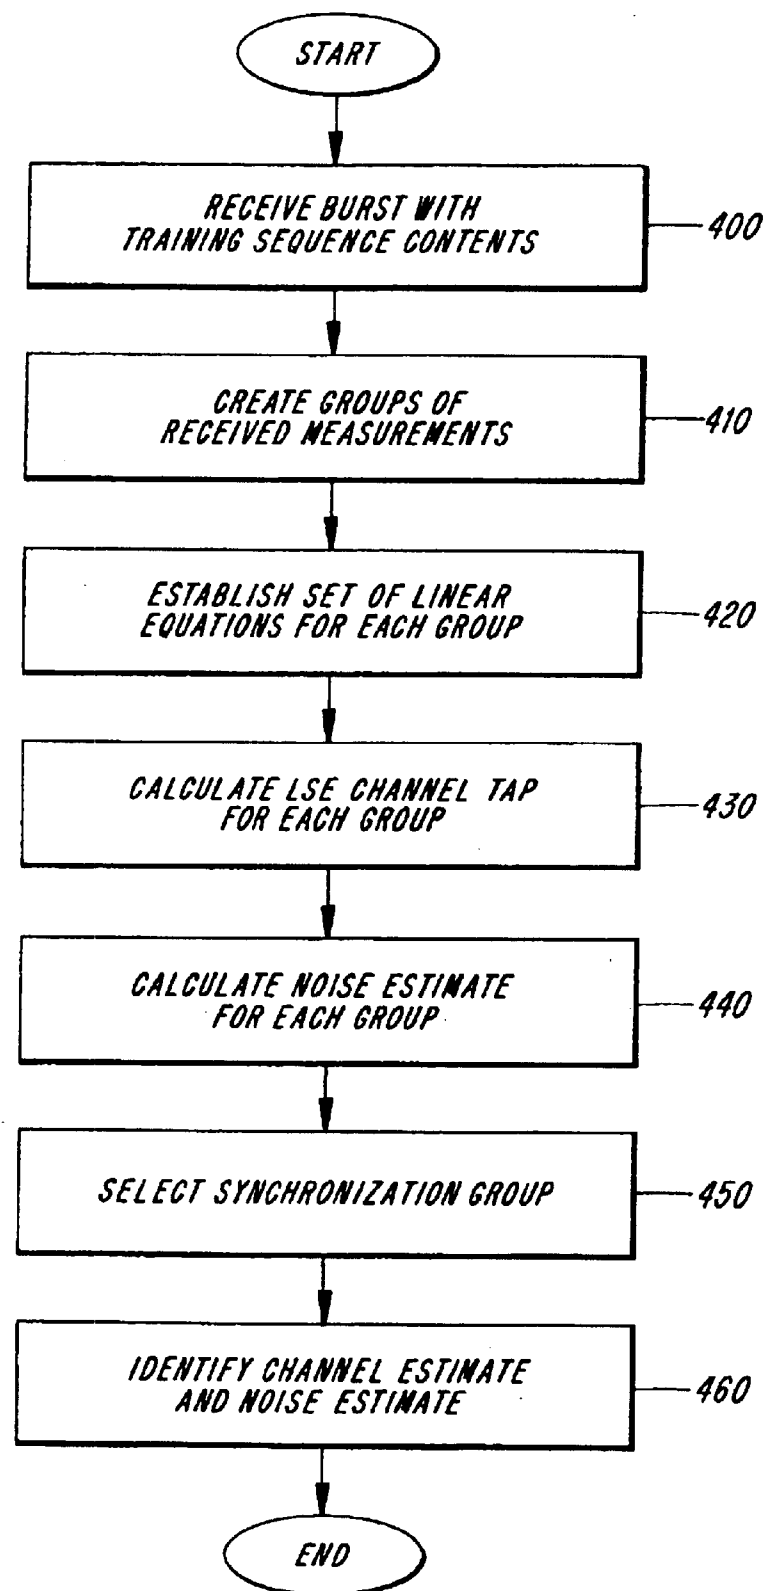 START
RECEIVE BURST WITH
TRAINING SEQUENCE CONTENTS
400
CREATE GROUPS OF
RECEIVED MEASUREMENTS
410
ESTABLISH SET OF LINEAR
EQUATIONS FOR EACH GROUP
420
CALCULATE LSE CHANNEL TAP
FOR EACH GROUP
430
CALCULATE NOISE ESTIMATE
FOR EACH GROUP
440
SELECT SYNCHRONIZATION GROUP
450
IDENTIFY CHANNEL ESTIMATE
AND NOISE ESTIMATE
460
END